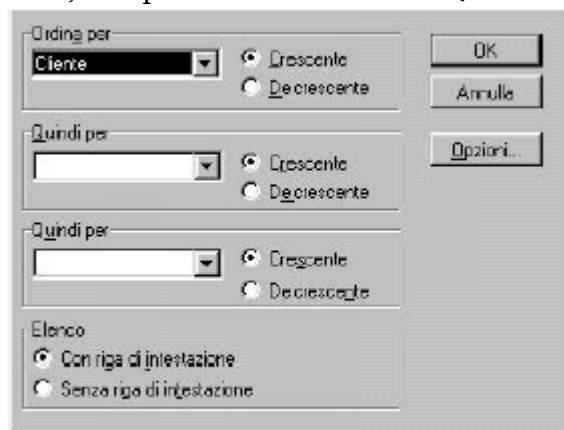 Ordina per
Cliente
Crescente
Decrescente
OK
Annulla
Opzioni...
Quindi per
Crescente
Decrescente
Quindi per
Crescente
Decrescente
Elenco
Con riga di intestazione
Senza riga di intestazione